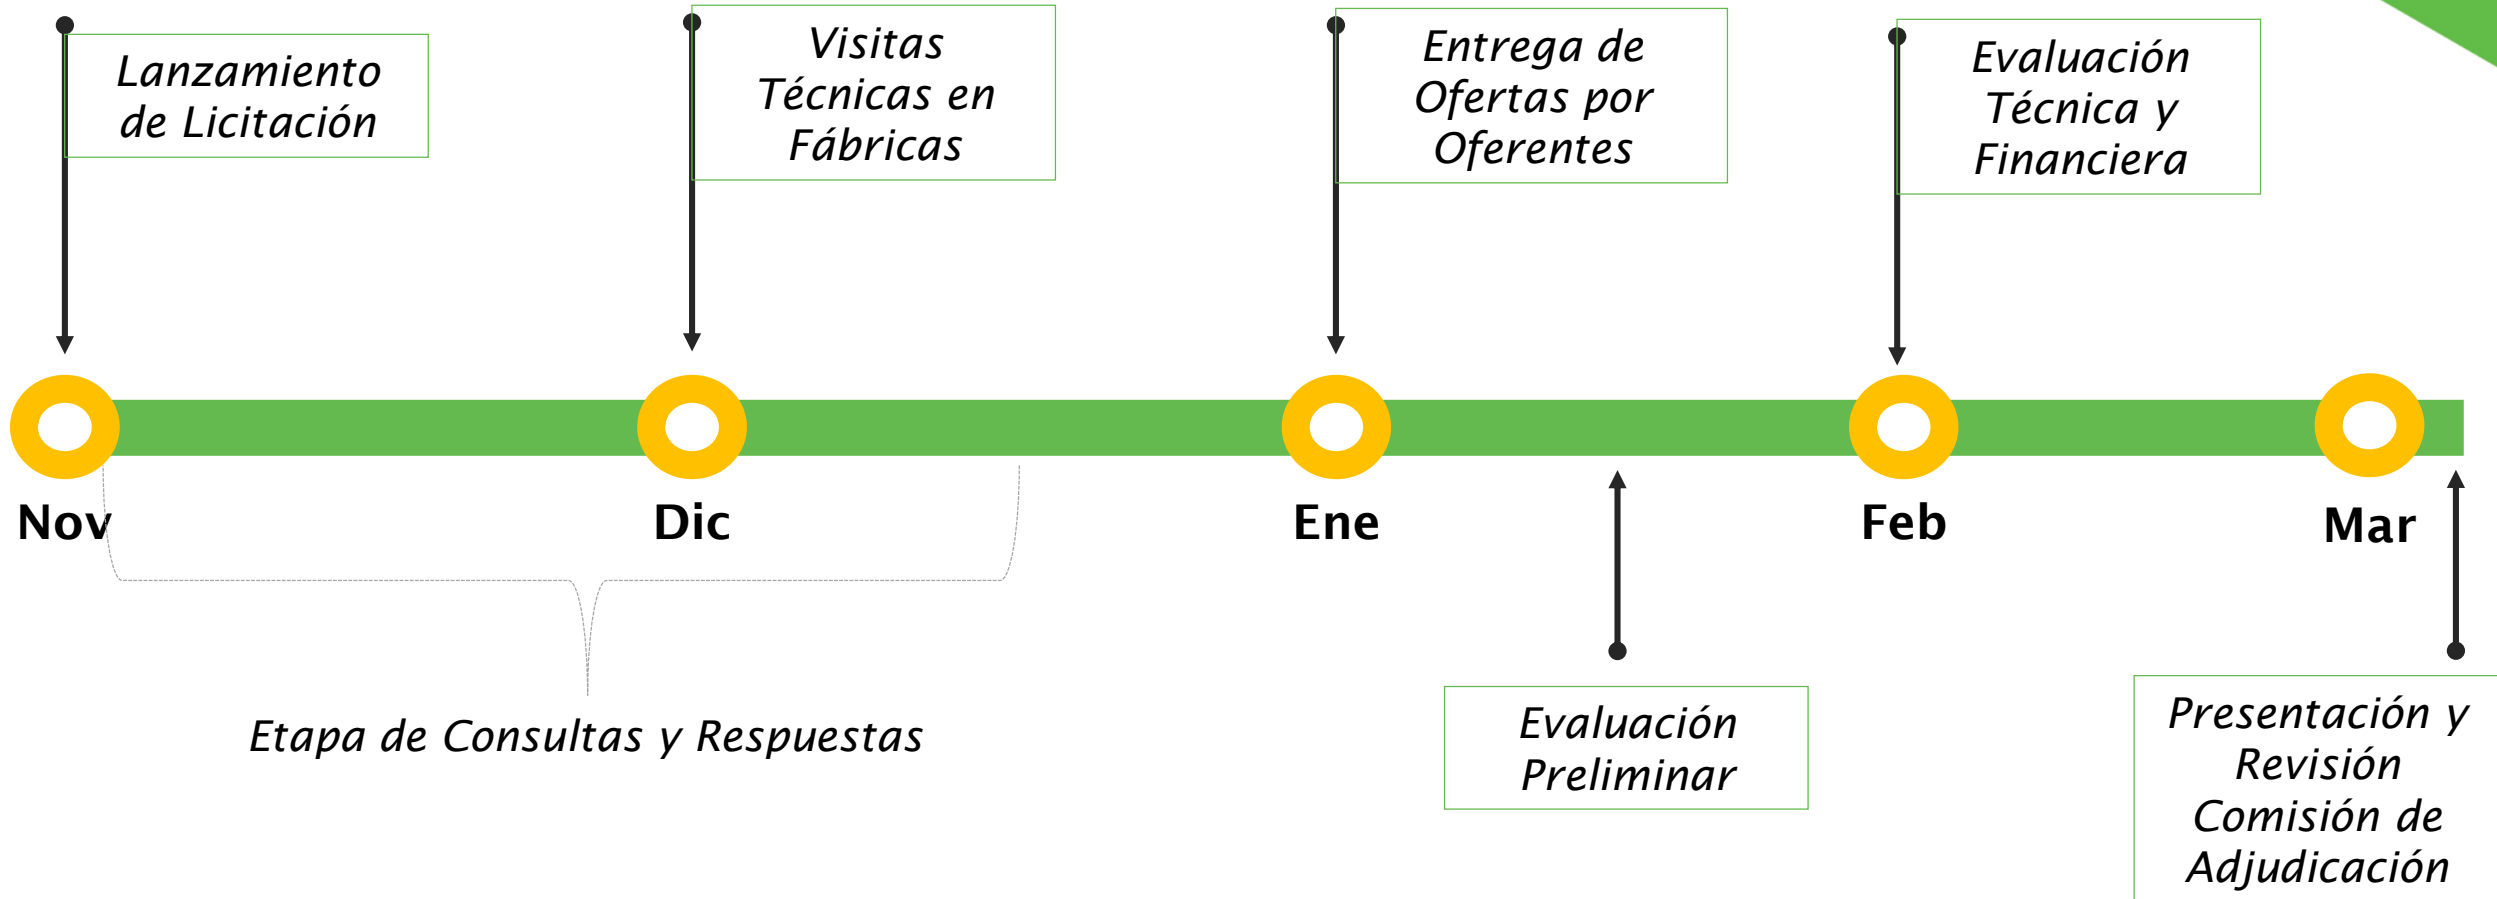 Lanzamiento
de Licitación
Visitas
Técnicas en
Fábricas
Entrega de
Ofertas por
Oferentes
Evaluación
Técnica y
Financiera
Nov
Dic
Ene
Feb
Mar
Etapa de Consultas y Respuestas
Evaluación
Preliminar
Presentación y
Revisión
Comisión de
Adjudicación